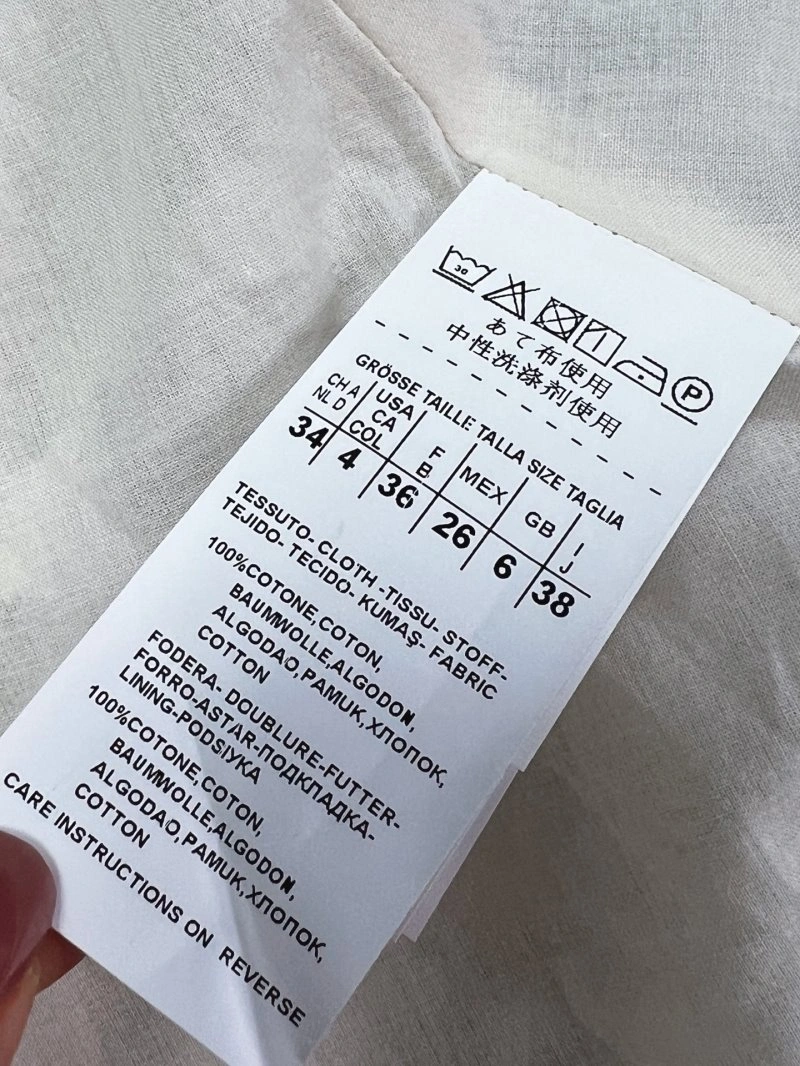 30
P
あて布使用
中性洗涤剂使用
GRÖSSE TAILLE TALLA SIZE TAGLIA
CH A NL D USA CA COL F B MEX GB I J
34 4 36 26 6 38
TESSUTO- CLOTH -TISSU- STOFF-
TEJIDO- TECIDO- KUMAŞ- FABRIC
100%COTONE,COTON,
BAUMWOLLE,ALGODON,
ALGODAO,PAMUK,ХЛОПОК,
COTTON
FODERA- DOUBLURE-FUTTER-
FORRO-ASTAR-ПОДКЛАДКА-
LINING-PODSIYKA
100%COTONE,COTON,
BAUMWOLLE,ALGODON,
ALGODAO,PAMUK,ХЛОПОК,
COTTON
CARE INSTRUCTIONS ON REVERSE